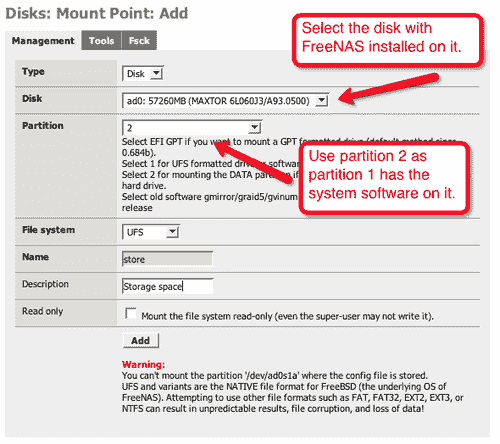 Disks: Mount Point: Add
Select the disk with
FreeNAS installed on it.
Management Tools Fsck
Type Disk
Disk ad0: 57260MB (MAXTOR 6L060J3/A93.0500)
Partition 2
Select EFI GPT if you want to mount a GPT formatted drive (default method since
0.684b).
Select 1 for UFS formatted drive or software
Select 2 for mounting the DATA partition if
hard drive.
Select old software gmirror/graid5/gvinum
release
Use partition 2 as
partition 1 has the
system software on it.
File system UFS
Name store
Description Storage space
Read only Mount the file system read-only (even the super-user may not write it).
Add
Warning:
You can't mount the partition '/dev/ad0s1a' where the config file is stored.
UFS and variants are the NATIVE file format for FreeBSD (the underlying OS of
FreeNAS). Attempting to use other file formats such as FAT, FAT32, EXT2, EXT3, or
NTFS can result in unpredictable results, file corruption, and loss of data!